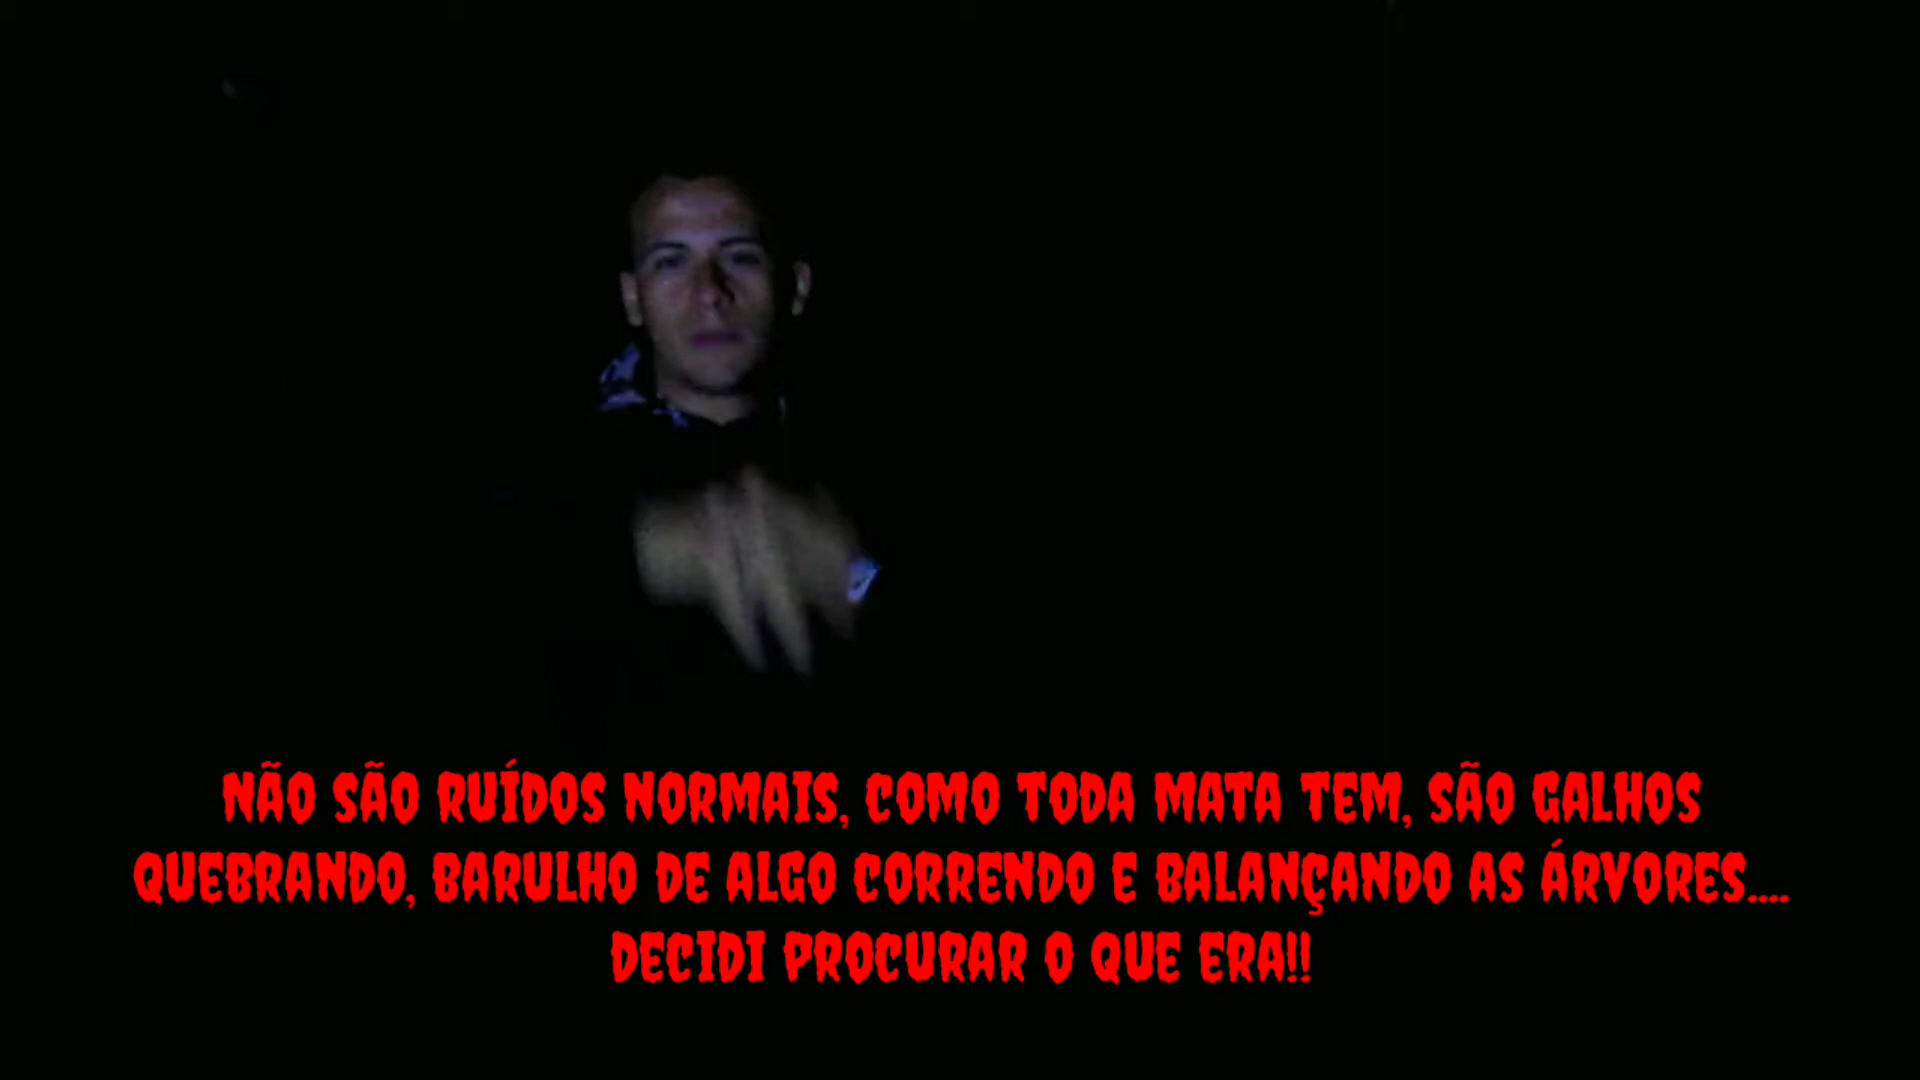 NÃO SÃO RUÍDOS NORMAIS, COMO TODA MATA TEM, SÃO GALHOS
QUEBRANDO, BARULHO DE ALGO CORRENDO E BALANÇANDO AS ÁRVORES....
DECIDI PROCURAR O QUE ERA!!